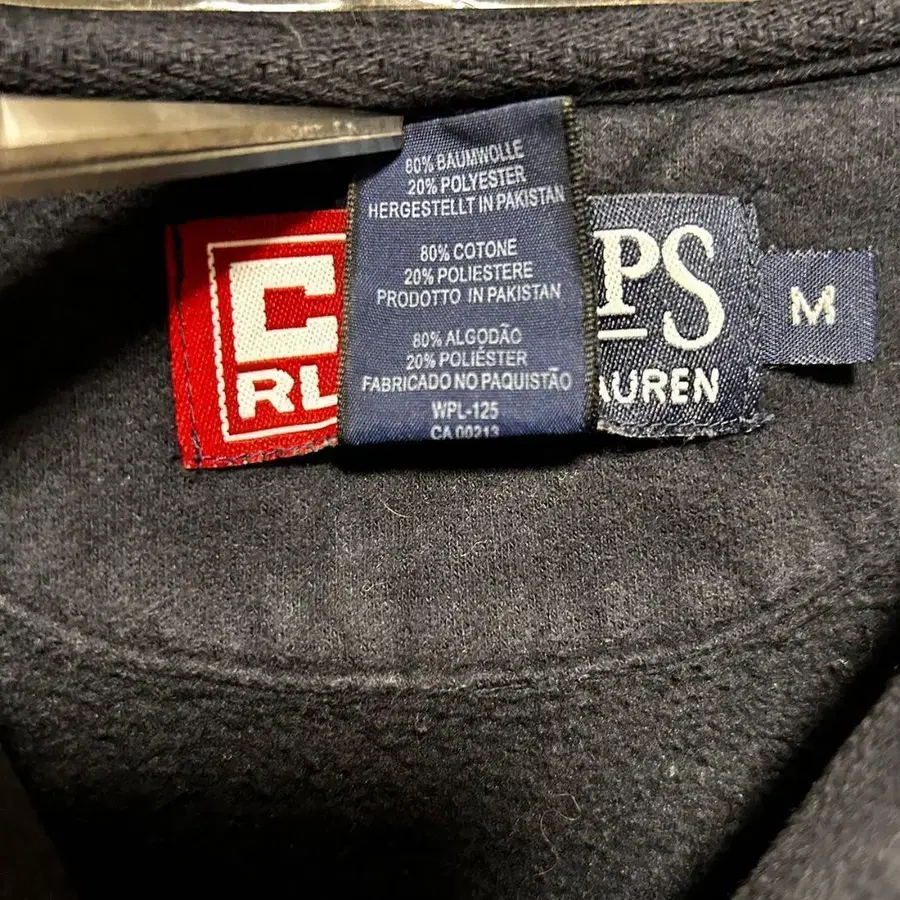 80% BAUMWOLLE
20% POLYESTER
HERGESTELLT IN PAKISTAN
80% COTONE
20% POLIESTERE
PRODOTTO IN PAKISTAN
80% ALGODÃO
20% POLIÉSTER
FABRICADO NO PAQUISTÃO
WPL-125
CA 00213
C
RL
PS
AUREN
M